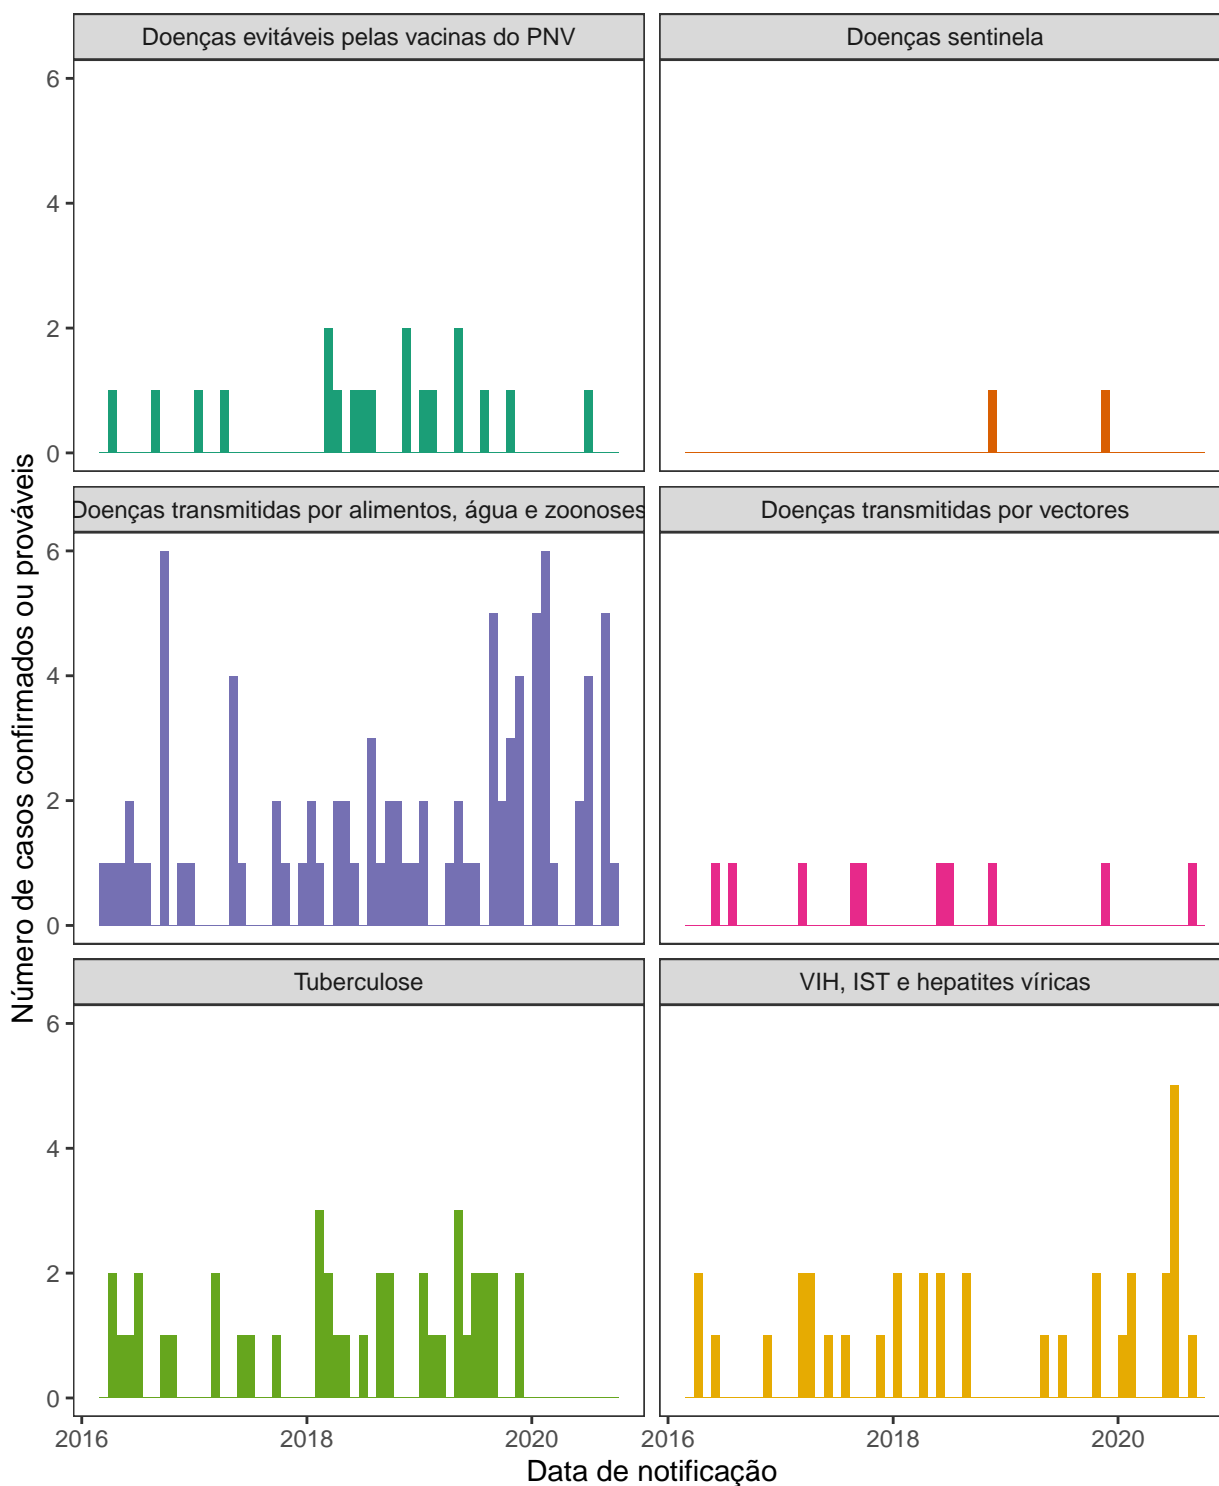 Doenças evitáveis pelas vacinas do PNV
Doenças sentinela
6
4
2
0
Doenças transmitidas por alimentos, água e zoonoses
Doenças transmitidas por vectores
6
4
2
0
Tuberculose
VIH, IST e hepatites víricas
6
4
2
0
2016
2018
2020
2016
2018
2020
Número de casos confirmados ou prováveis
Data de notificação